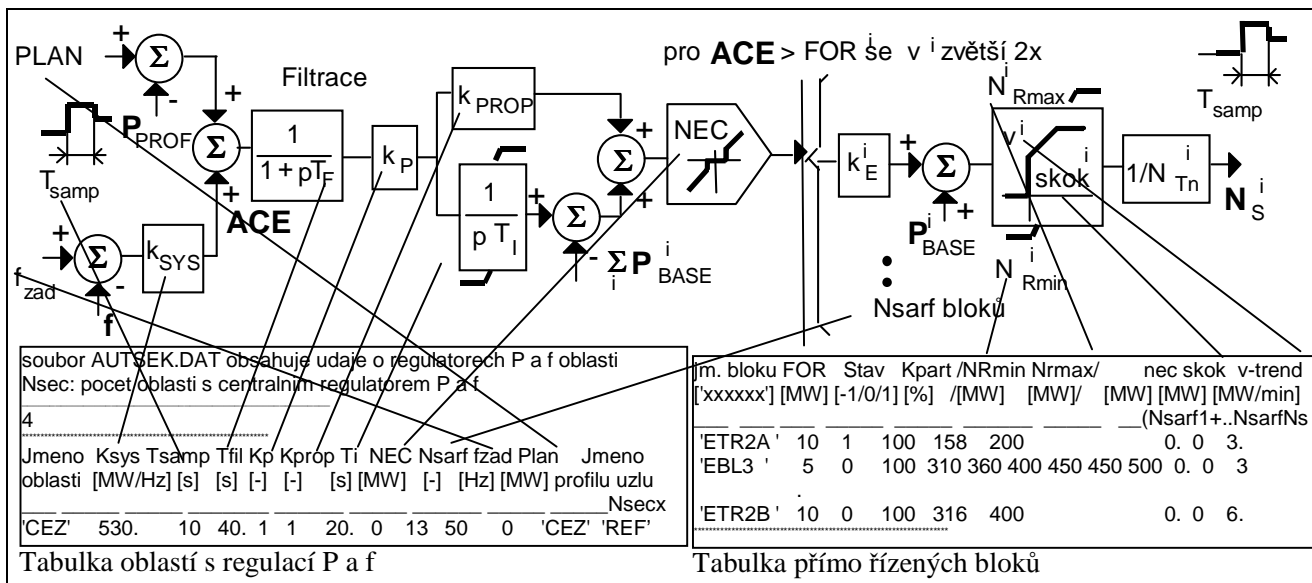 pro ACE > FOR se v i zvětší 2x
PLAN
Σ
Filtrace
N i Rmax
T samp
k PROP
P PROF
Σ
1
1+ pT F
k P
Σ
NEC
v i
k i E
Σ
skok i
1/N i Tn
N i S
T samp
ACE
1
p T I
Σ
P i BASE
Σ
k SYS
- Σ i P i BASE
N i Rmin
f zad
f
Nsarf bloků
soubor AUTSEK.DAT obsahuje udaje o regulatorech P a f oblasti
Nsec: pocet oblasti s centralnim regulatorem P a f
4
Jmeno Ksys Tsamp Tfil Kp Kprop Ti NEC Nsarf fzad Plan Jmeno
oblasti [MW/Hz] [s] [s] [-] [-] [s] [MW] [-] [Hz] [MW] profilu uzlu
Nsecx
'CEZ' 530. 10 40. 1 1 20. 0 13 50 0 'CEZ' 'REF'
Tabulka oblastí s regulací P a f
jm. bloku FOR Stav Kpart /NRmin Nrmax/ nec skok v-trend
['xxxxxx'] [MW] [-1/0/1] [%] /[MW] [MW]/ [MW] [MW] [MW/min]
(Nsarf1+..NsarfNs
'ETR2A ' 10 1 100 158 200 0. 0 3.
'EBL3 ' 5 0 100 310 360 400 450 450 500 0. 0 3
.
'ETR2B ' 10 0 100 316 400 0. 0 6.
Tabulka přímo řízených bloků